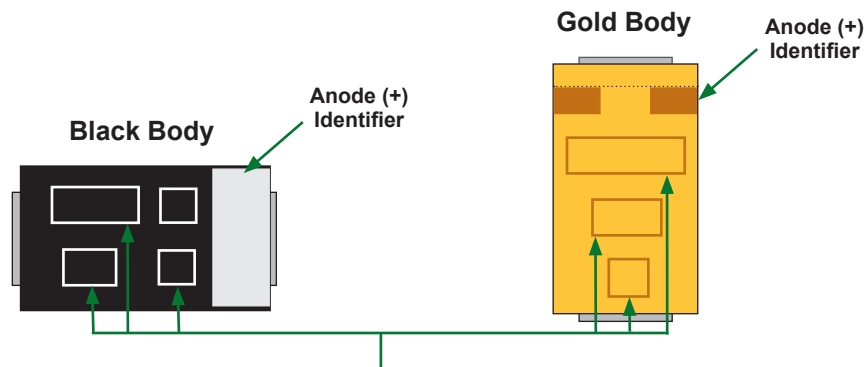 Gold Body
Anode (+)
Identifier
Anode (+)
Identifier
Black Body